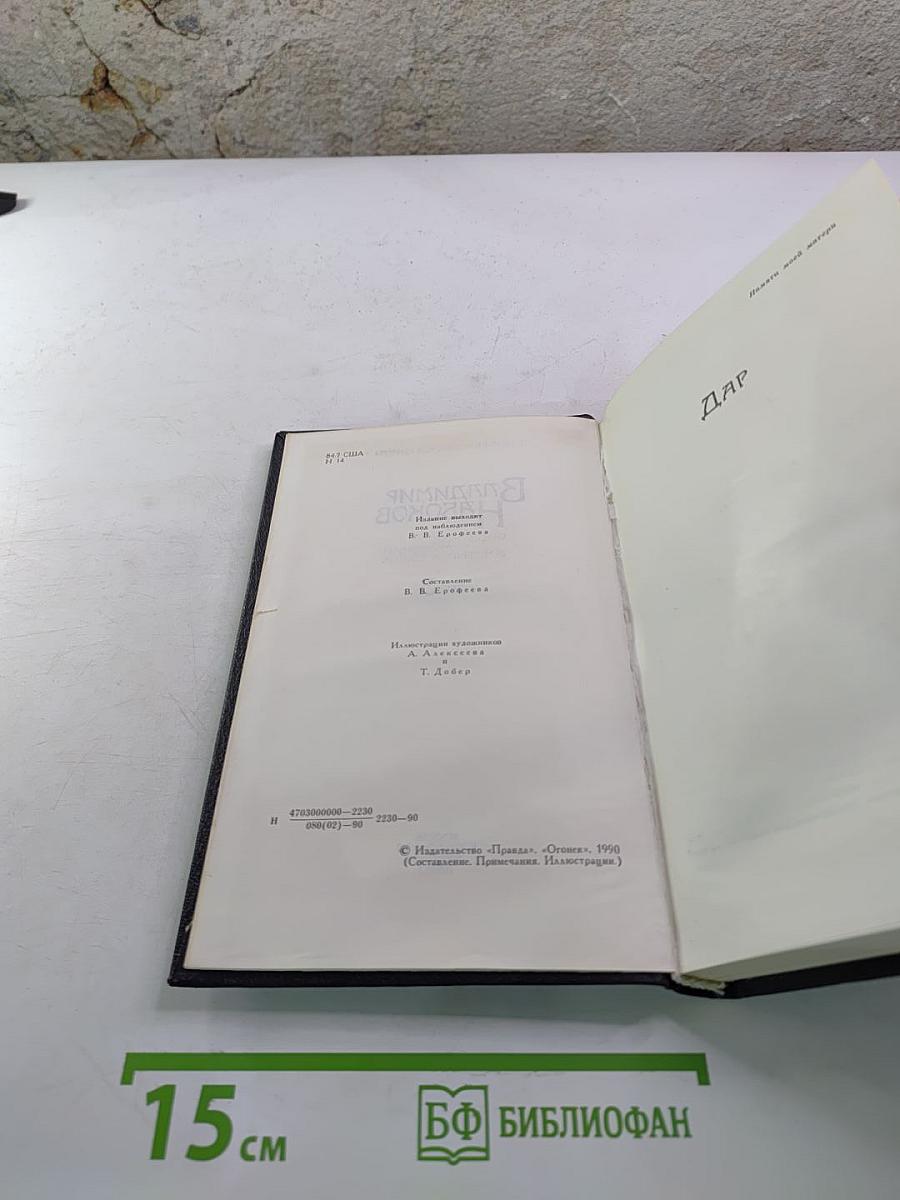 84.7 США
Н 14
ВЛАДИМИР
НАБОКОВ
Издание выходит
под наблюдением
В. В. Ерофеева
Составление
В. В. Ерофеева
Иллюстрации художников
А. Алексеева
и
Т. Добер
Н 4703000000—2230
080(02)—90 2230—90
© Издательство «Правда», «Огонек», 1990
(Составление. Примечания. Иллюстрации.)
Памяти моей матери
Дар
15 см
БФ БИБЛИОФАН